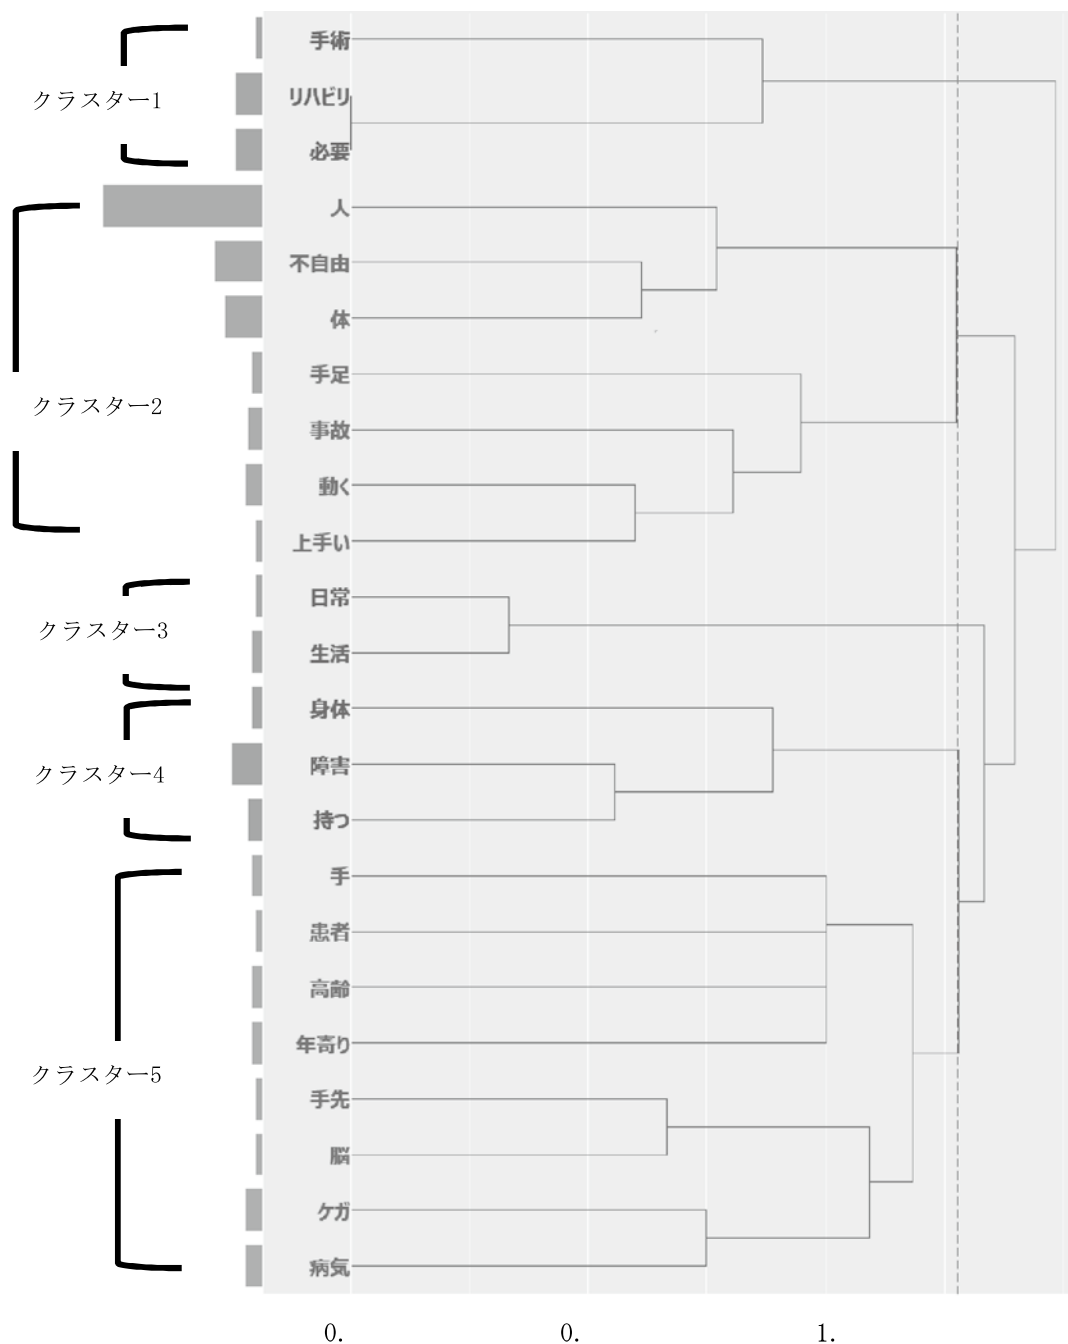 手術
リハビリ
クラスター1
必要
人
不自由
体
手足
クラスター2
事故
動く
上手い
日常
クラスター3
生活
身体
障害
クラスター4
持つ
手
患者
高齢
年寄り
クラスター5
手先
脳
ケガ
病気
0. 0. 1.